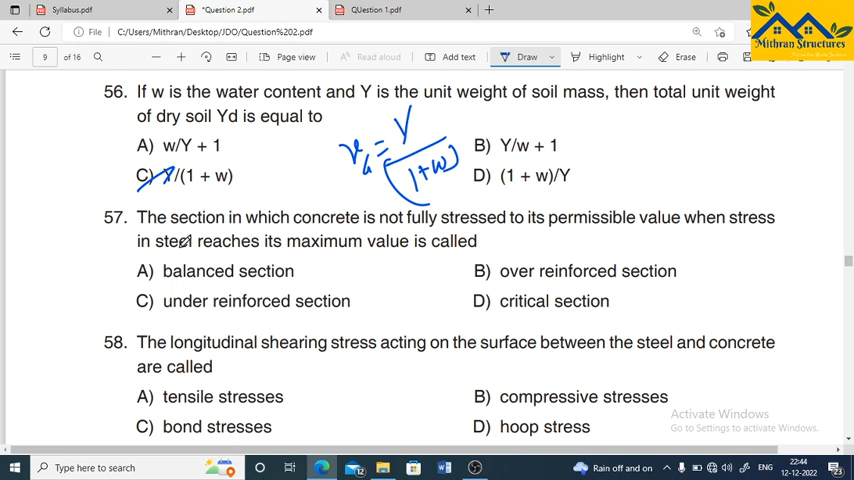 Syllabus.pdf
*Question 2.pdf
QUestion 1.pdf
File
C:/Users/Mithran/Desktop/JDO/Question%202.pdf
Mithran Structures
9 of 16
Page view
Read aloud
Add text
Draw
Highlight
Erase
56. If w is the water content and Y is the unit weight of soil mass, then total unit weight
of dry soil Yd is equal to
A) w/Y + 1
B) Y/w + 1
C) Y/(1 + w)
D) (1 + w)/Y
γd = Y
(1+w)
57. The section in which concrete is not fully stressed to its permissible value when stress
in steel reaches its maximum value is called
A) balanced section
B) over reinforced section
C) under reinforced section
D) critical section
58. The longitudinal shearing stress acting on the surface between the steel and concrete
are called
A) tensile stresses
B) compressive stresses
C) bond stresses
D) hoop stress
Activate Windows
Go to Settings to activate Windows.
Type here to search
12
Rain off and on
ENG
22:44
12-12-2022
23